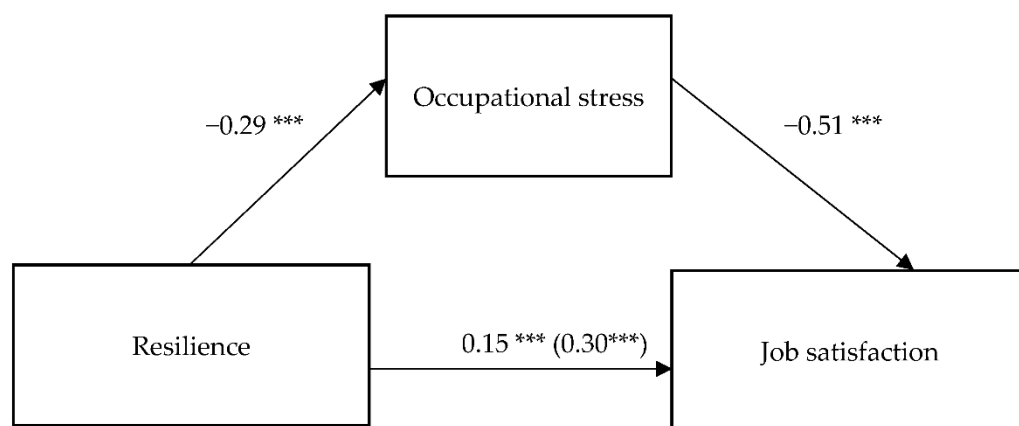 Occupational stress
−0.29 ***
−0.51 ***
Resilience
0.15 *** (0.30***)
Job satisfaction